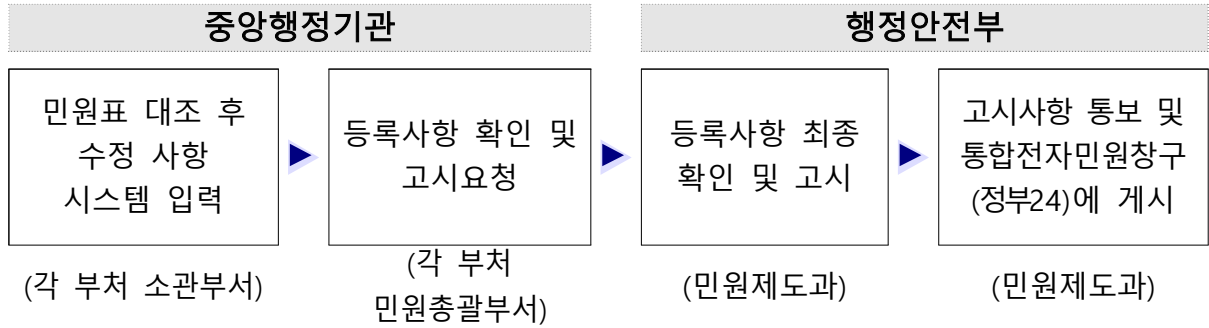 중앙행정기관
행정안전부
민원표 대조 후
수정 사항
시스템 입력
등록사항 확인 및
고시요청
등록사항 최종
확인 및 고시
고시사항 통보 및
통합전자민원창구
(정부24)에 게시
(각 부처 소관부서)
(각 부처
민원총괄부서)
(민원제도과)
(민원제도과)